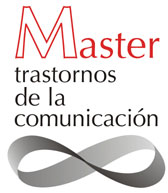 Master
trastornos
de la
comunicación